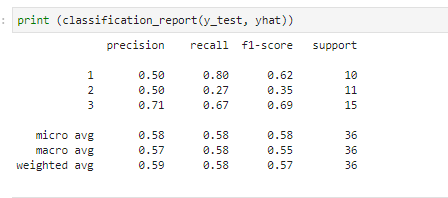 : print (classification_report(y_test, yhat))
precision recall f1-score support
1 0.50 0.80 0.62 10
2 0.50 0.27 0.35 11
3 0.71 0.67 0.69 15
micro avg 0.58 0.58 0.58 36
macro avg 0.57 0.58 0.55 36
weighted avg 0.59 0.58 0.57 36